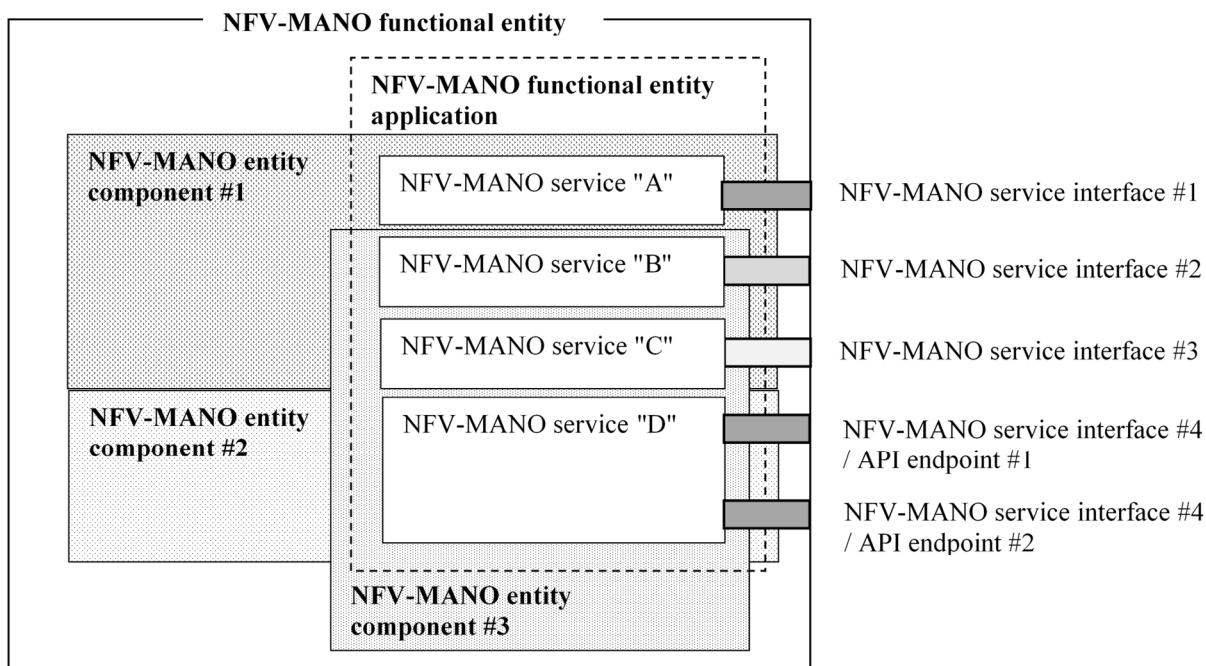 NFV-MANO functional entity
NFV-MANO functional entity
application
NFV-MANO entity
component #1
NFV-MANO service "A"
NFV-MANO service interface #1
NFV-MANO service "B"
NFV-MANO service interface #2
NFV-MANO service "C"
NFV-MANO service interface #3
NFV-MANO entity
component #2
NFV-MANO service "D"
NFV-MANO service interface #4
/ API endpoint #1
NFV-MANO service interface #4
/ API endpoint #2
NFV-MANO entity
component #3